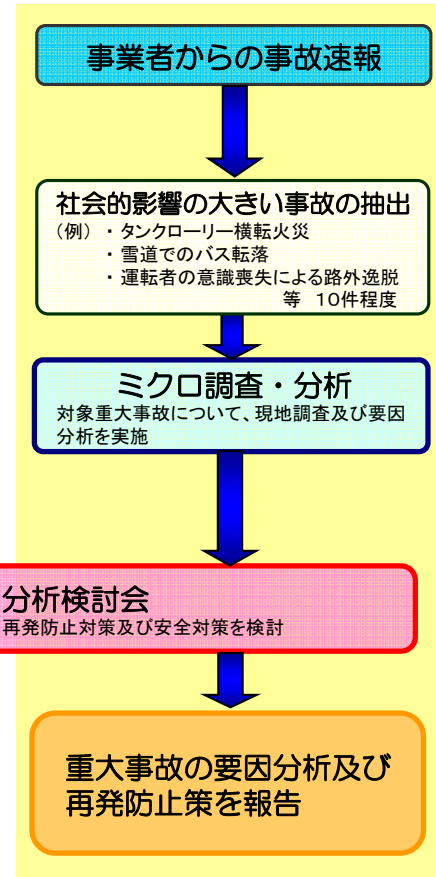 事業者からの事故速報
社会的影響の大きい事故の抽出
(例) ・タンクローリー横転火災
・雪道でのバス転落
・運転者の意識喪失による路外逸脱
等 10件程度
ミクロ調査・分析
対象重大事故について、現地調査及び要因
分析を実施
分析検討会
再発防止対策及び安全対策を検討
重大事故の要因分析及び
再発防止策を報告